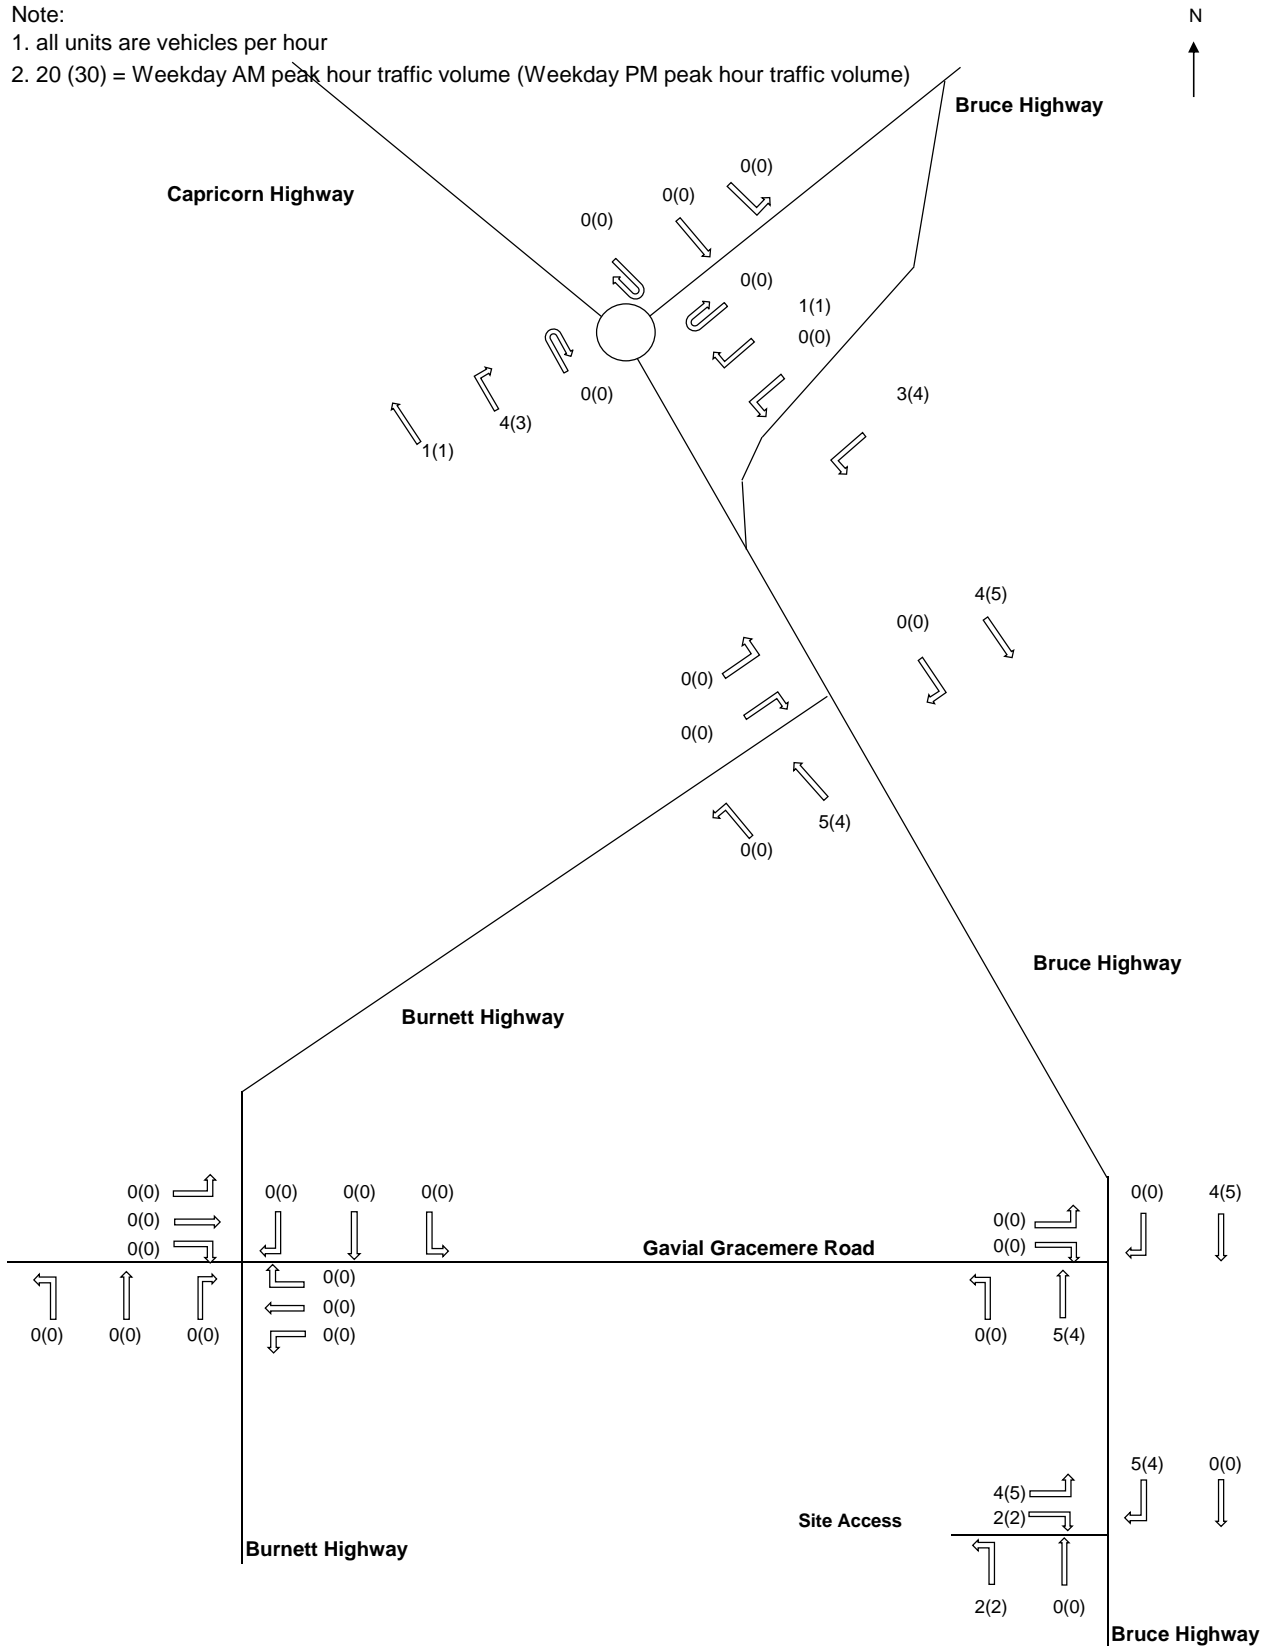 Note:
N
1. all units are vehicles per hour
2. 20 (30) = Weekday AM peak hour traffic volume (Weekday PM peak hour traffic volume)
Bruce Highway
0(0)
Capricorn Highway
0(0)
0(0)
0(0)
1(1)
0(0)
0(0)
3(4)
4(3)
1(1)
4(5)
0(0)
0(0)
0(0)
5(4)
0(0)
Bruce Highway
Burnett Highway
0(0) 0(0) 0(0) 0(0)
0(0) 4(5)
0(0)
0(0)
0(0)
0(0)
Gavial Gracemere Road
0(0)
0(0)
0(0)
0(0) 0(0) 0(0)
0(0)
0(0) 5(4)
5(4) 0(0)
4(5)
2(2)
Site Access
Burnett Highway
2(2) 0(0)
Bruce Highway